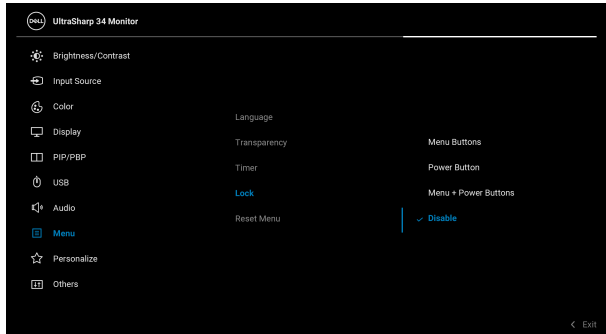 DELL UltraSharp 34 Monitor
Brightness/Contrast
Input Source
Color
Display
PIP/PBP
USB
Audio
Menu
Personalize
Others
Language
Transparency
Timer
Lock
Reset Menu
Menu Buttons
Power Button
Menu + Power Buttons
Disable
Exit